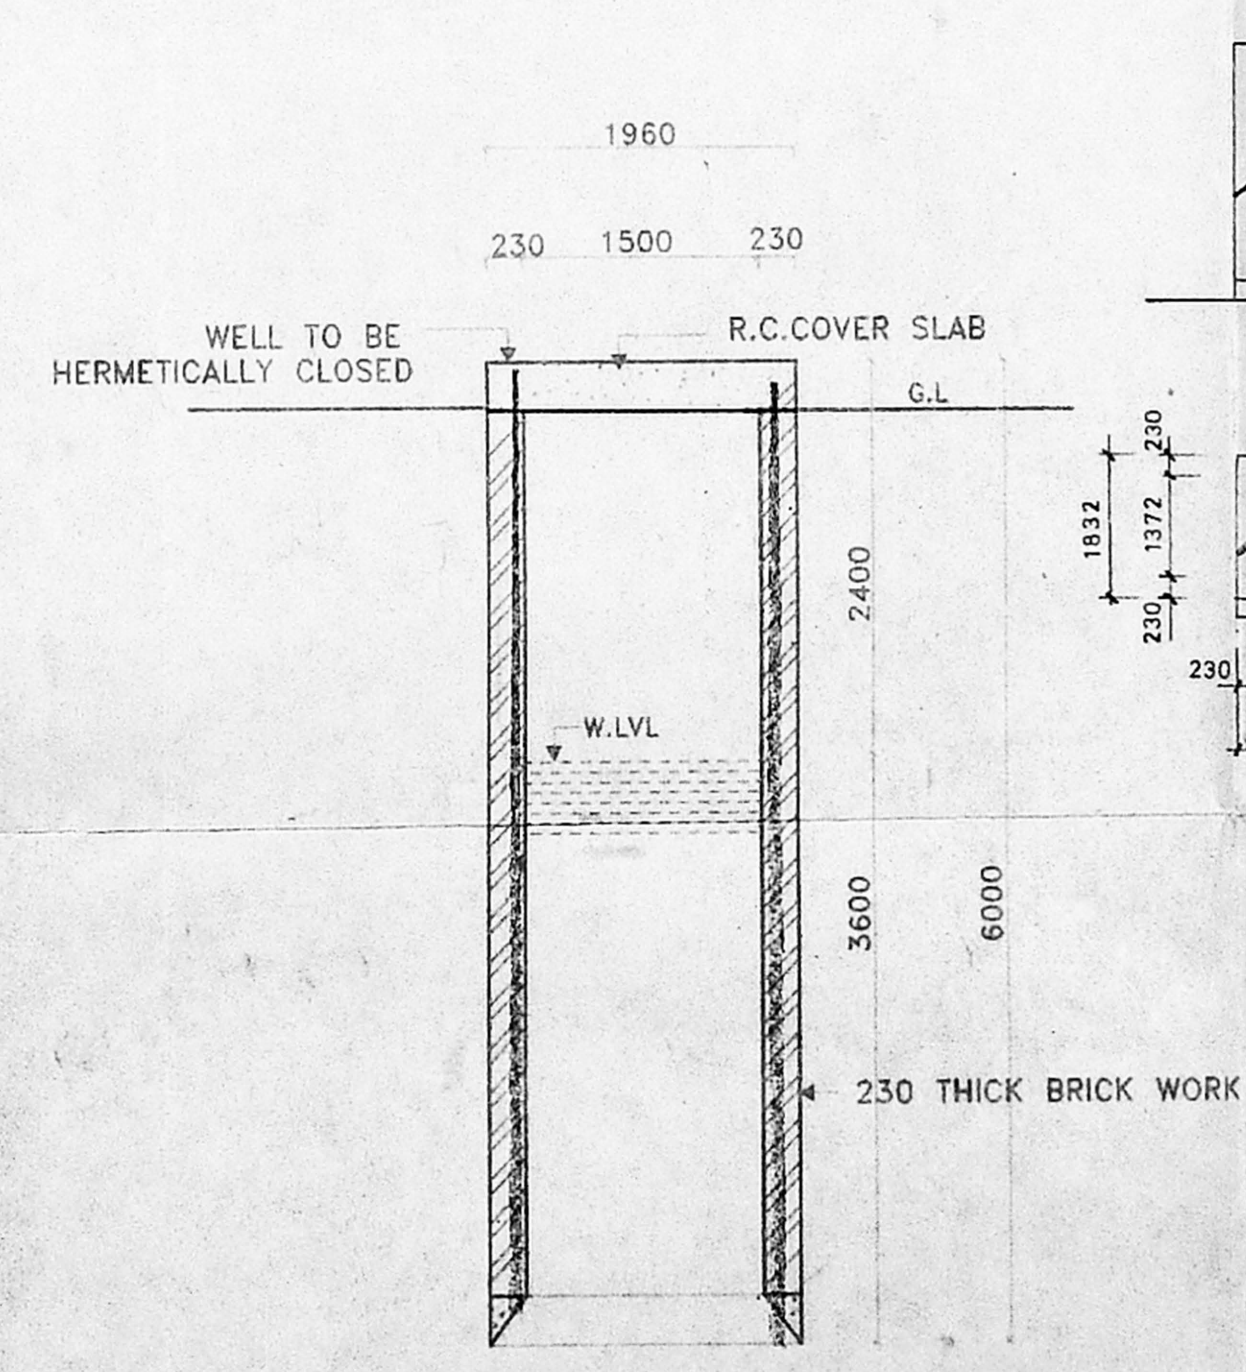 1960
230 1500 230
WELL TO BE
HERMETICALLY CLOSED
R.C.COVER SLAB
G.L
2400
W.LVL
3600
6000
230 THICK BRICK WORK
230
1832
1372
230
230